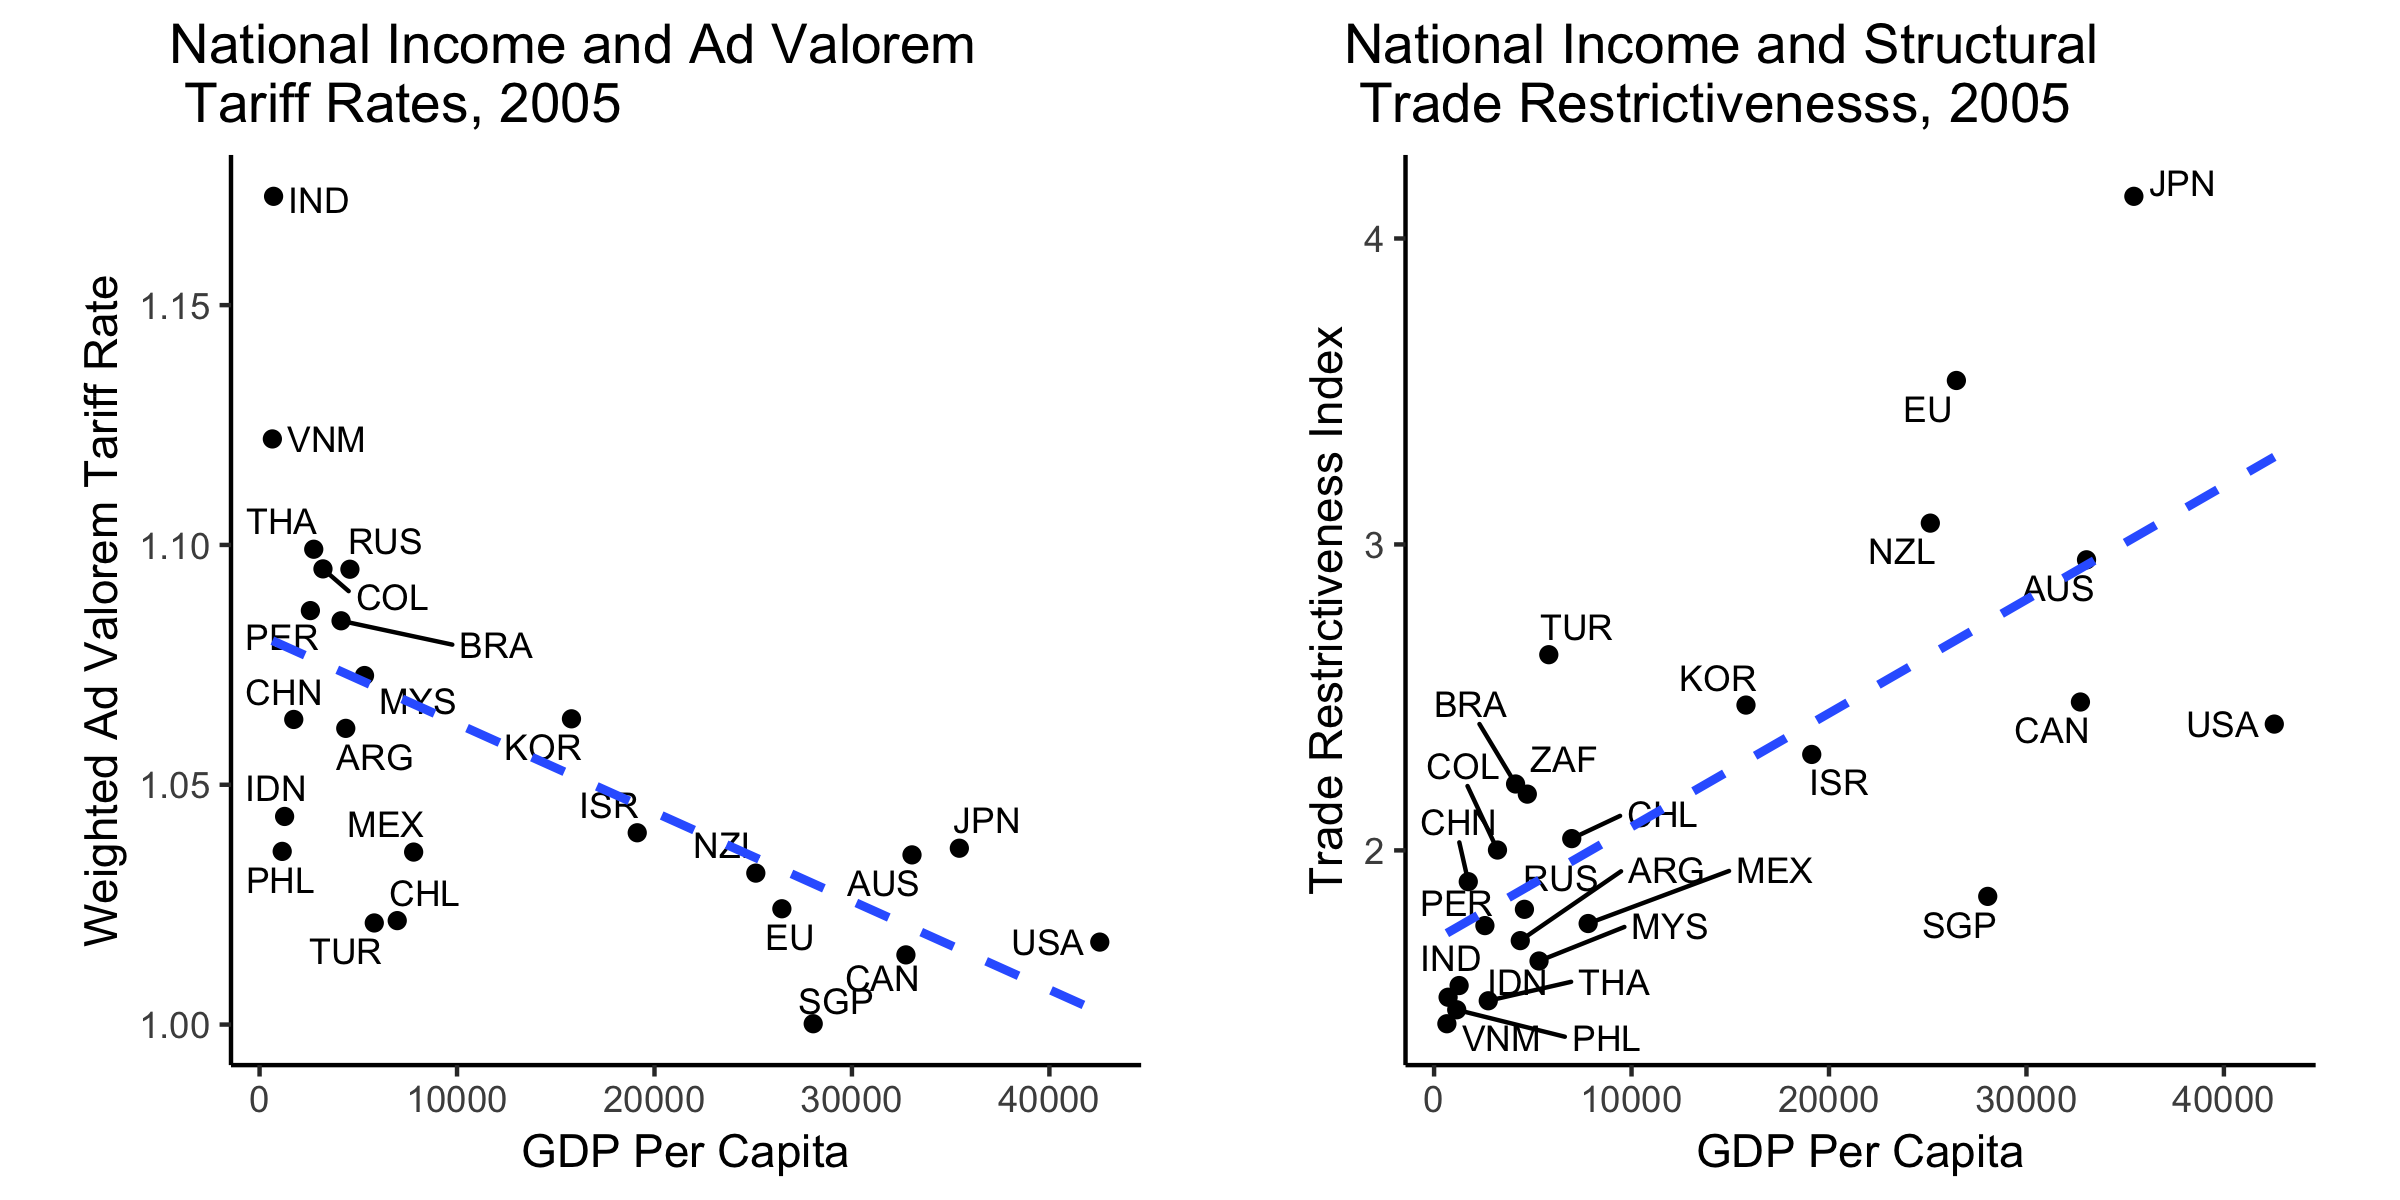 National Income and Ad Valorem
Tariff Rates, 2005
Weighted Ad Valorem Tariff Rate
1.15
1.10
1.05
1.00
IND
VNM
THA
RUS
COL
PER
BRA
CHN
MYS
ARG
KOR
IDN
ISR
MEX
NZL
JPN
PHL
CHL
AUS
TUR
EU
USA
CAN
SGP
0
10000
20000
30000
40000
GDP Per Capita
National Income and Structural
Trade Restrictivenesss, 2005
Trade Restrictiveness Index
4
3
2
JPN
EU
NZL
AUS
TUR
KOR
BRA
CAN
USA
COL
ZAF
ISR
CHN
CHL
RUS
ARG
MEX
PER
MYS
SGP
IND
IDN
THA
VNM
PHL
0
10000
20000
30000
40000
GDP Per Capita